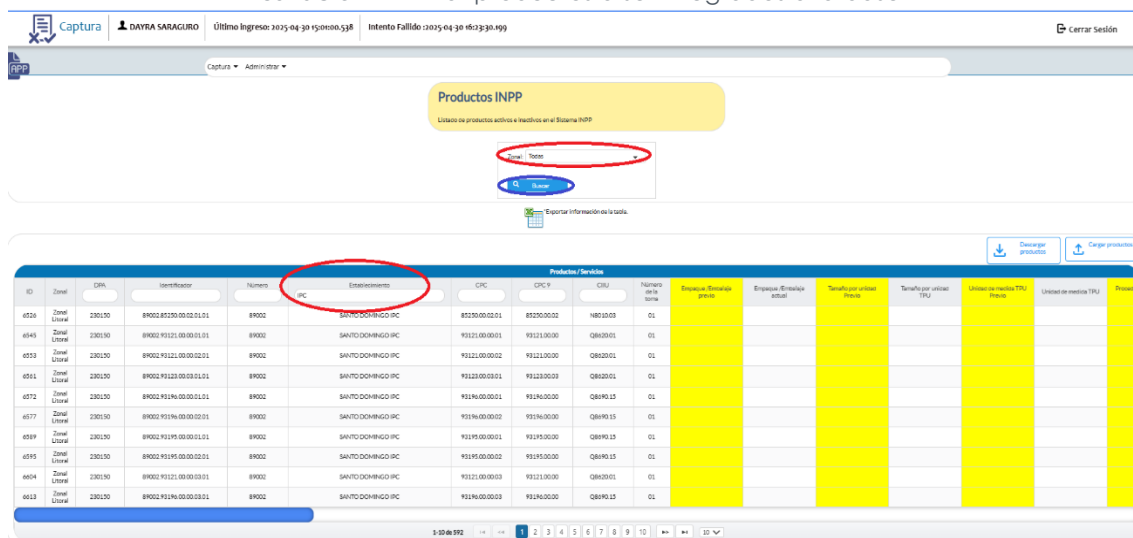 Captura DAYRA SARAGURO Último ingreso: 2025-04-30 15:01:00.538 Intento Fallido :2025-04-30 16:23:30.199 Cerrar Sesión
APP Captura Administrar
Productos INPP
Listado de productos activos e inactivos en el Sistema INPP
Zonal Todas
Buscar
*Exportar información de la tabla.
Descargar productos Cargar productos
Productos / Servicios
ID Zonal DPA Identificador Número Establecimiento CPC CPC 9 CIIU Número de la toma Empaque /Embalaje previo Empaque /Embalaje actual Tamaño por unidad Previo Tamaño por unidad TPU Unidad de medida TPU Previo Unidad de medida TPU
IPC
6526 Zonal Litoral 230150 89002.85250.00.02.01.01 89002 SANTO DOMINGO IPC 85250.00.02.01 85250.00.02 N8010.03 01
6545 Zonal Litoral 230150 89002.93121.00.00.01.01 89002 SANTO DOMINGO IPC 93121.00.00.01 93121.00.00 Q8620.01 01
6553 Zonal Litoral 230150 89002.93121.00.00.02.01 89002 SANTO DOMINGO IPC 93121.00.00.02 93121.00.00 Q8620.01 01
6561 Zonal Litoral 230150 89002.93123.00.03.01.01 89002 SANTO DOMINGO IPC 93123.00.03.01 93123.00.03 Q8620.01 01
6572 Zonal Litoral 230150 89002.93196.00.00.01.01 89002 SANTO DOMINGO IPC 93196.00.00.01 93196.00.00 Q8690.15 01
6577 Zonal Litoral 230150 89002.93196.00.00.02.01 89002 SANTO DOMINGO IPC 93196.00.00.02 93196.00.00 Q8690.15 01
6589 Zonal Litoral 230150 89002.93195.00.00.01.01 89002 SANTO DOMINGO IPC 93195.00.00.01 93195.00.00 Q8690.15 01
6595 Zonal Litoral 230150 89002.93195.00.00.02.01 89002 SANTO DOMINGO IPC 93195.00.00.02 93195.00.00 Q8690.15 01
6604 Zonal Litoral 230150 89002.93121.00.00.03.01 89002 SANTO DOMINGO IPC 93121.00.00.03 93121.00.00 Q8620.01 01
6613 Zonal Litoral 230150 89002.93196.00.00.03.01 89002 SANTO DOMINGO IPC 93196.00.00.03 93196.00.00 Q8690.15 01
1-10 de 592 1 2 3 4 5 6 7 8 9 10 10